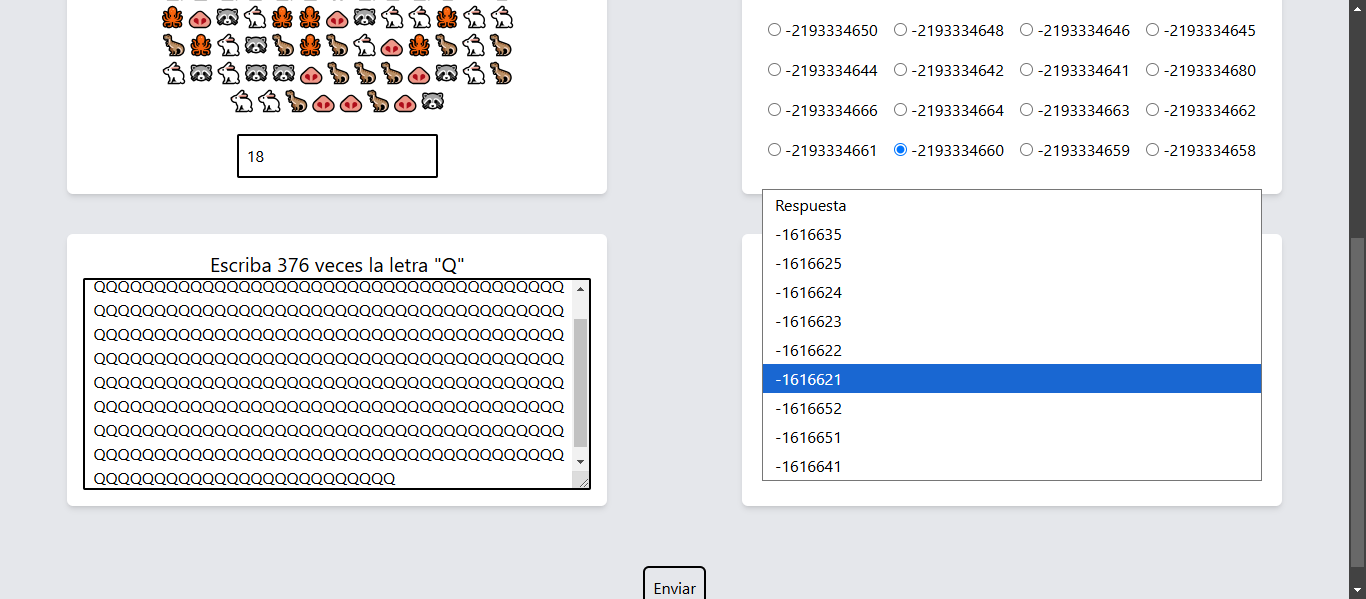 -2193334650 -2193334648 -2193334646 -2193334645
-2193334644 -2193334642 -2193334641 -2193334680
-2193334666 -2193334664 -2193334663 -2193334662
-2193334661 -2193334660 -2193334659 -2193334658
18
Escriba 376 veces la letra "Q"
QQQQQQQQQQQQQQQQQQQQQQQQQQQQQQQQQQQQQQQ
QQQQQQQQQQQQQQQQQQQQQQQQQQQQQQQQQQQQQQQ
QQQQQQQQQQQQQQQQQQQQQQQQQQQQQQQQQQQQQQQ
QQQQQQQQQQQQQQQQQQQQQQQQQQQQQQQQQQQQQQQ
QQQQQQQQQQQQQQQQQQQQQQQQQQQQQQQQQQQQQQQ
QQQQQQQQQQQQQQQQQQQQQQQQQQQQQQQQQQQQQQQ
QQQQQQQQQQQQQQQQQQQQQQQQQQQQQQQQQQQQQQQ
QQQQQQQQQQQQQQQQQQQQQQQQQQQQQQQQQQQQQQQ
QQQQQQQQQQQQQQQQQQQQQQQQQ
Respuesta
-1616635
-1616625
-1616624
-1616623
-1616622
-1616621
-1616652
-1616651
-1616641
Enviar